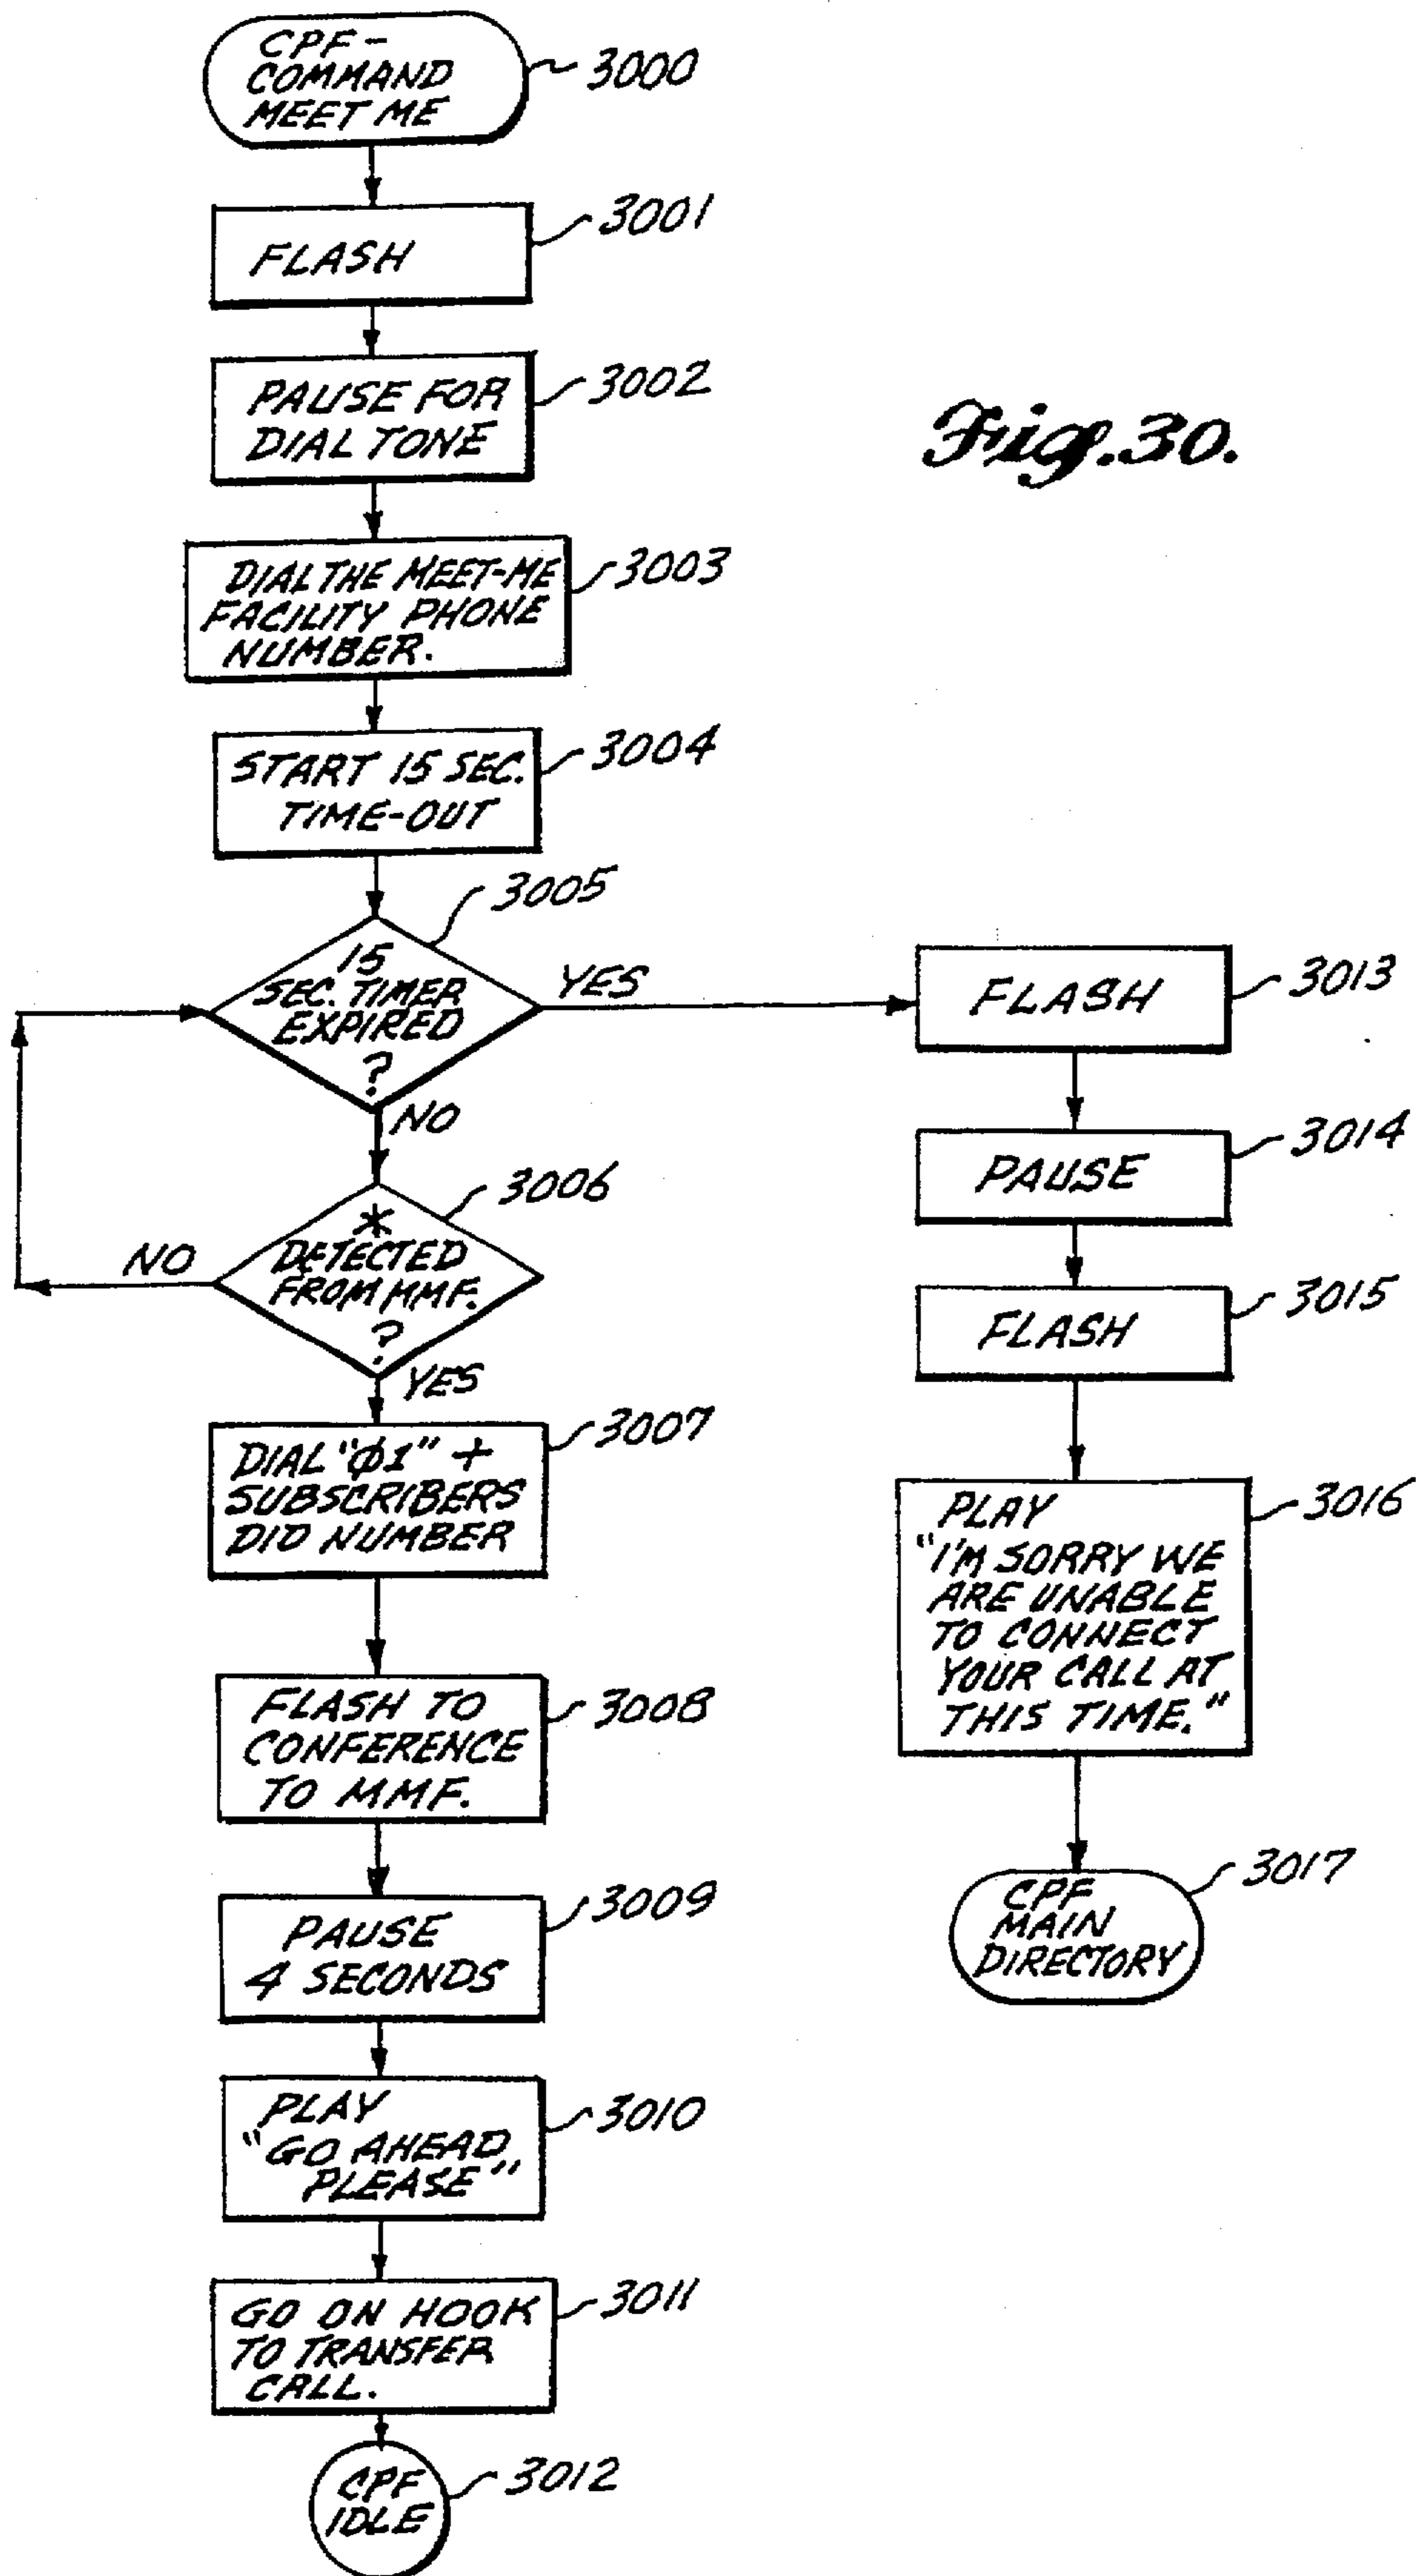 CPF-
COMMAND
MEET ME
3000
FLASH
3001
PAUSE FOR
DIAL TONE
3002
Fig. 30.
DIAL THE MEET-ME
FACILITY PHONE
NUMBER.
3003
START 15 SEC.
TIME-OUT
3004
3005
15
SEC. TIMER
EXPIRED
?
YES
NO
3006
*
DETECTED
FROM MMF.
?
NO
YES
DIAL "Ø1" +
SUBSCRIBERS
DID NUMBER
3007
FLASH TO
CONFERENCE
TO MMF.
3008
PAUSE
4 SECONDS
3009
PLAY
"GO AHEAD
PLEASE"
3010
GO ON HOOK
TO TRANSFER
CALL.
3011
CPF
IDLE
3012
FLASH
3013
PAUSE
3014
FLASH
3015
PLAY
"I'M SORRY WE
ARE UNABLE
TO CONNECT
YOUR CALL AT
THIS TIME."
3016
CPF
MAIN
DIRECTORY
3017